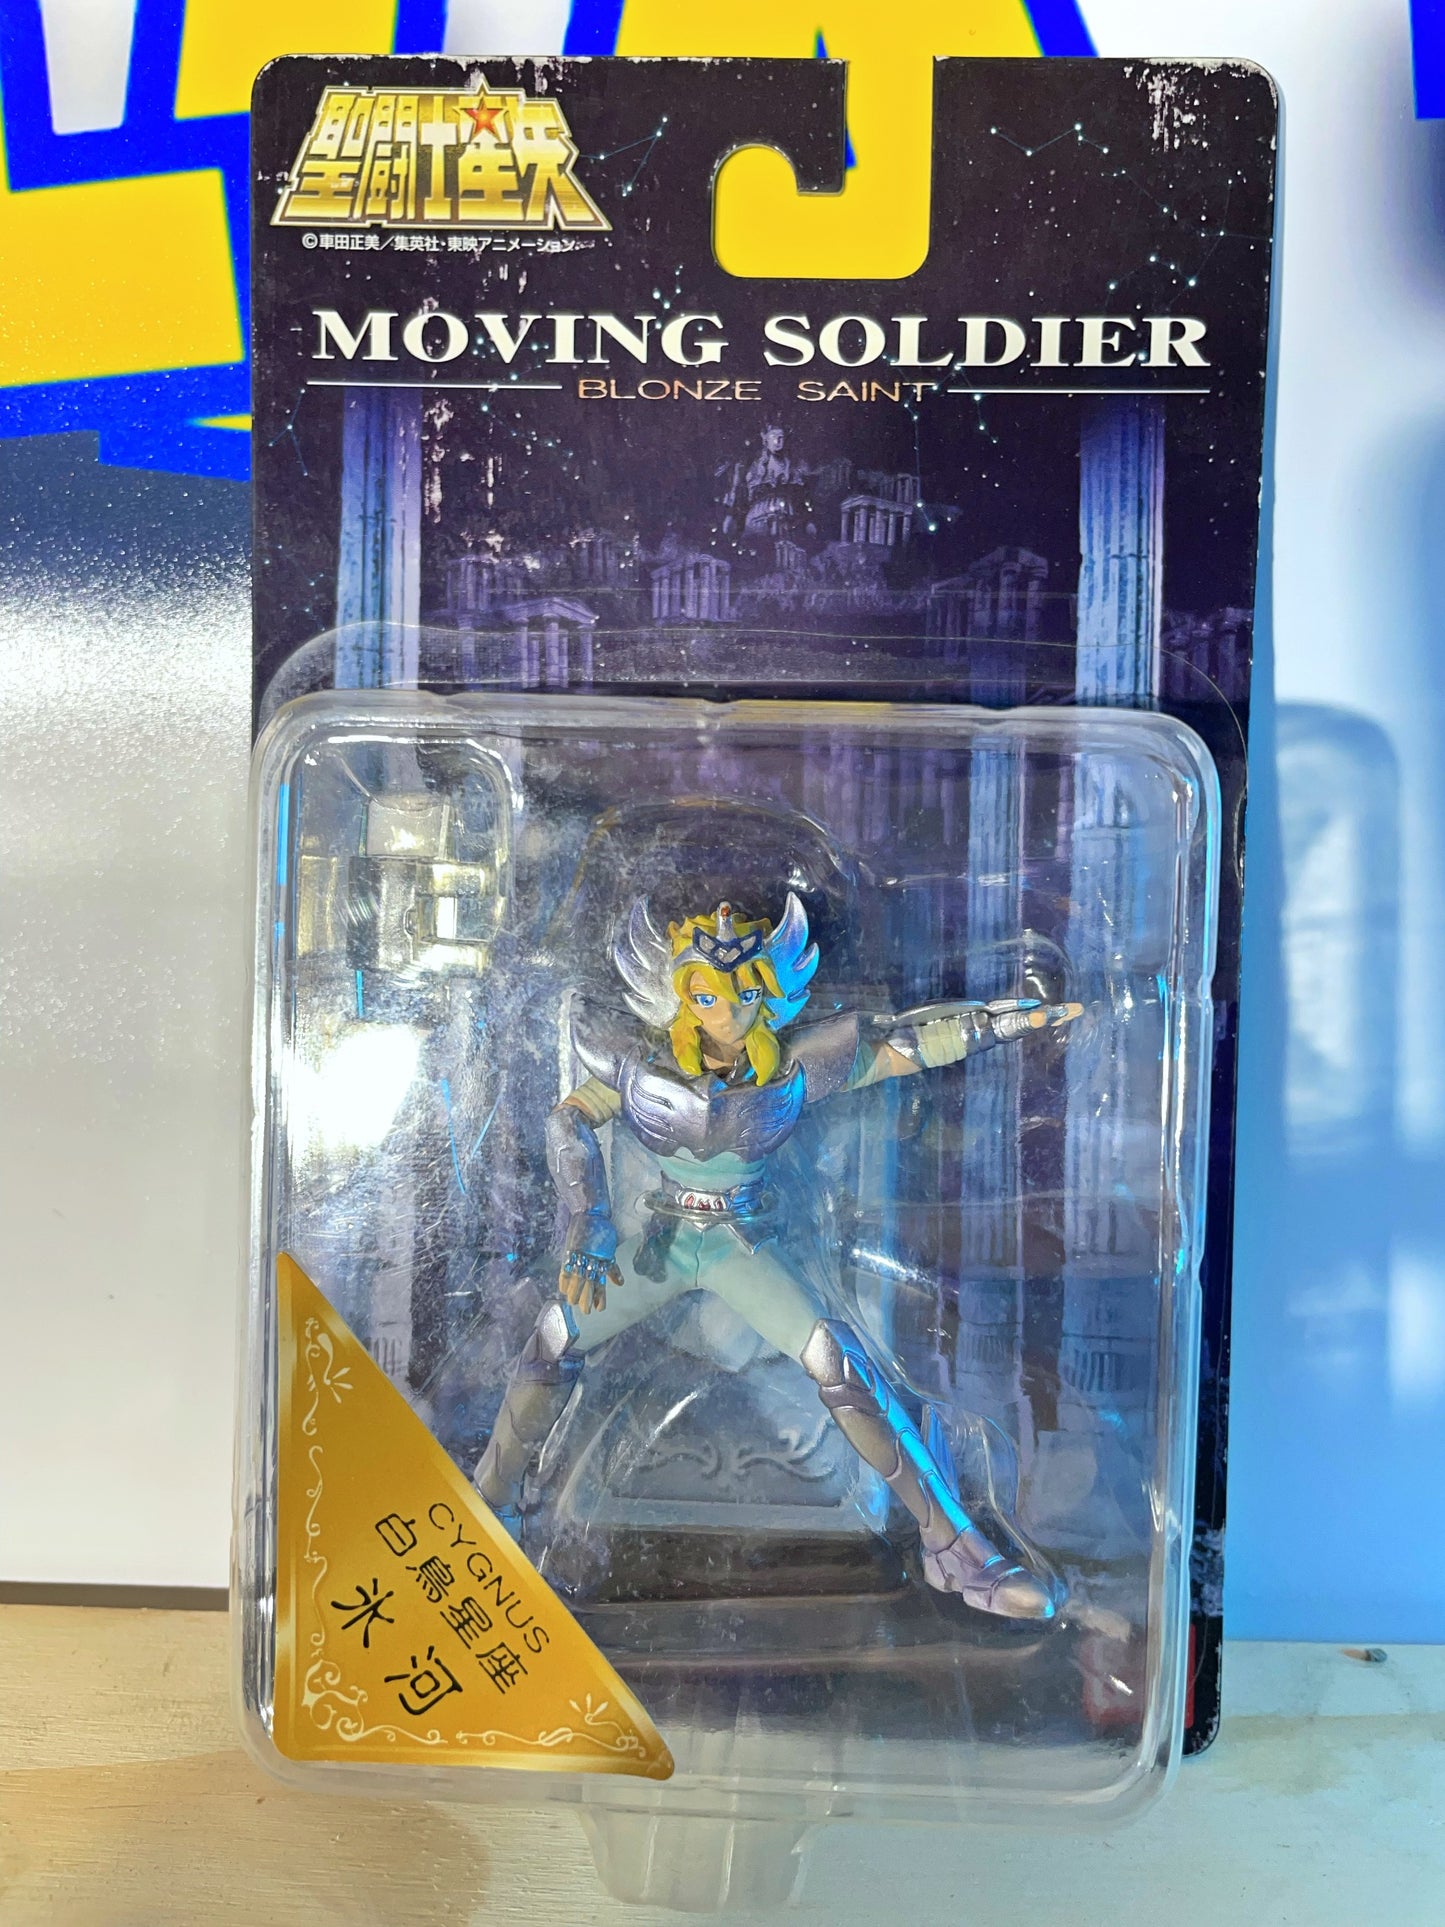 聖闘士星矢
©車田正美／集英社・東映アニメーション
MOVING SOLDIER
BLONZE SAINT
CYGNUS
白鳥星座
氷河